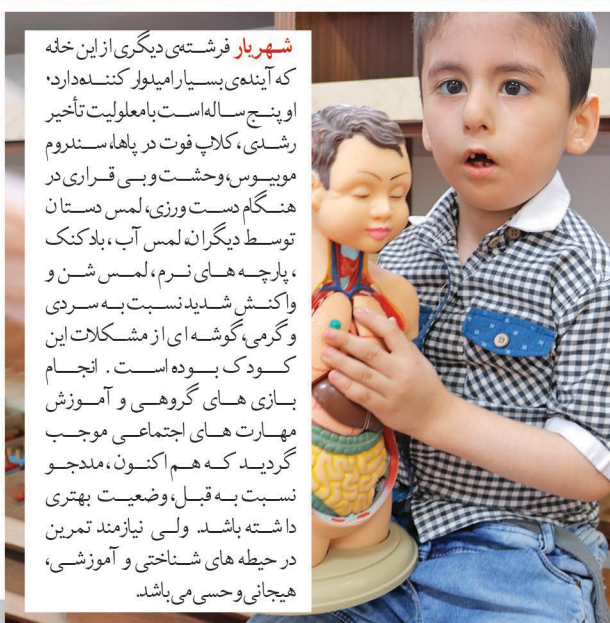 شهریار فرشته‌ی دیگری از این خانه
که آینده‌ی بسیار امیدوار کننده دارد.
او پنج ساله است با معلولیت تأخیر
رشدی، کلاپ فوت در پاها، سندروم
موبیوس، وحشت و بی قراری در
هنگام دست ورزی، لمس دستان
توسط دیگران، لمس آب، بادکنک
، پارچه های نرم، لمس شن و
واکنش شدید نسبت به سردی
و گرمی، گوشه ای از مشکلات این
کودک بوده است . انجام
بازی های گروهی و آموزش
مهارت های اجتماعی موجب
گردید که هم اکنون ، مددجو
نسبت به قبل، وضعیت بهتری
داشته باشد. ولی نیازمند تمرین
در حیطه های شناختی و آموزشی،
هیجانی و حسی می باشد.